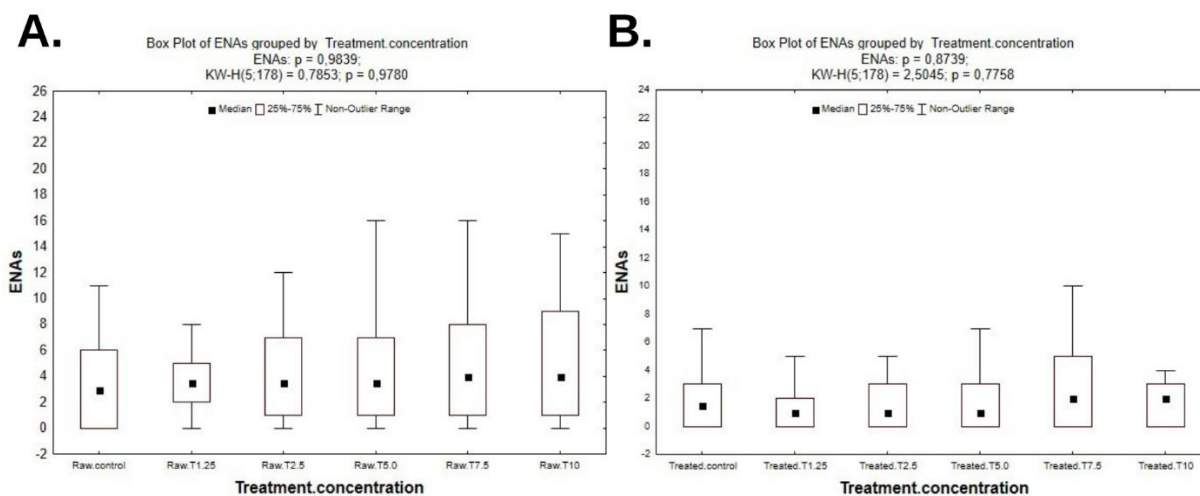 A.
Box Plot of ENAs grouped by Treatment.concentration
ENAs: p = 0,9839;
KW-H(5;178) = 0,7853; p = 0,9780
Median 25%-75% Non-Outlier Range
26
24
22
20
18
16
14
12
10
8
6
4
2
0
-2
ENAs
Raw.control Raw.T1.25 Raw.T2.5 Raw.T5.0 Raw.T7.5 Raw.T10
Treatment.concentration
B.
Box Plot of ENAs grouped by Treatment.concentration
ENAs: p = 0,8739;
KW-H(5;178) = 2,5045; p = 0,7758
Median 25%-75% Non-Outlier Range
24
22
20
18
16
14
12
10
8
6
4
2
0
-2
ENAs
Treated.control Treated.T1.25 Treated.T2.5 Treated.T5.0 Treated.T7.5 Treated.T10
Treatment.concentration